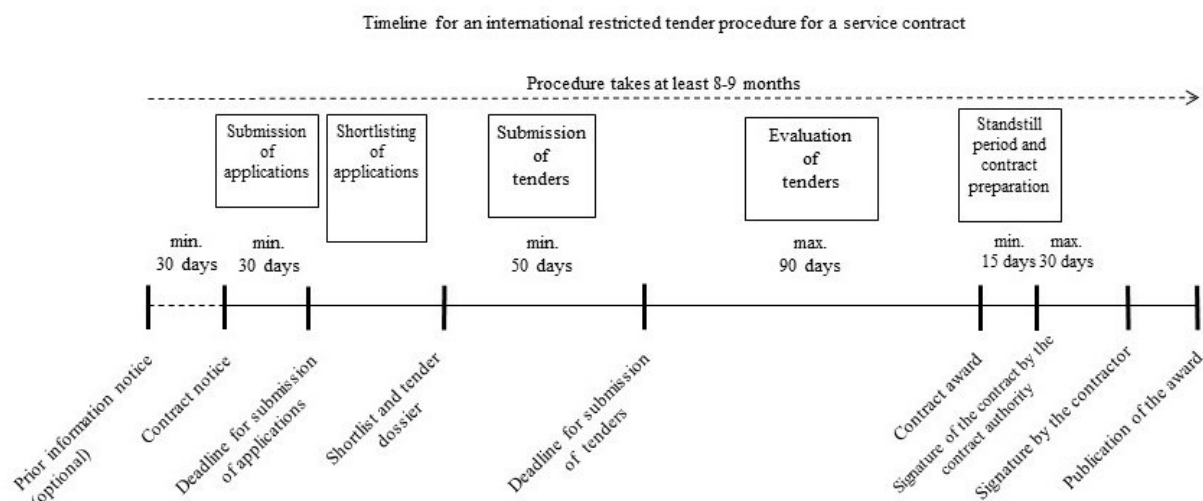 Timeline for an international restricted tender procedure for a service contract
Procedure takes at least 8-9 months
Submission
of
applications
Shortlisting
of
applications
Submission
of
tenders
Evaluation
of
tenders
Standstill
period and
contract
preparation
min.
30 days
min.
30 days
min.
50 days
max.
90 days
min.
15 days
max.
30 days
Prior information notice
(optional)
Contract notice
Deadline for submission
of applications
Shortlist and tender
dossier
Deadline for submission
of tenders
Contract award
Signature of the contract by the
contract authority
Signature by the contractor
Publication of the award